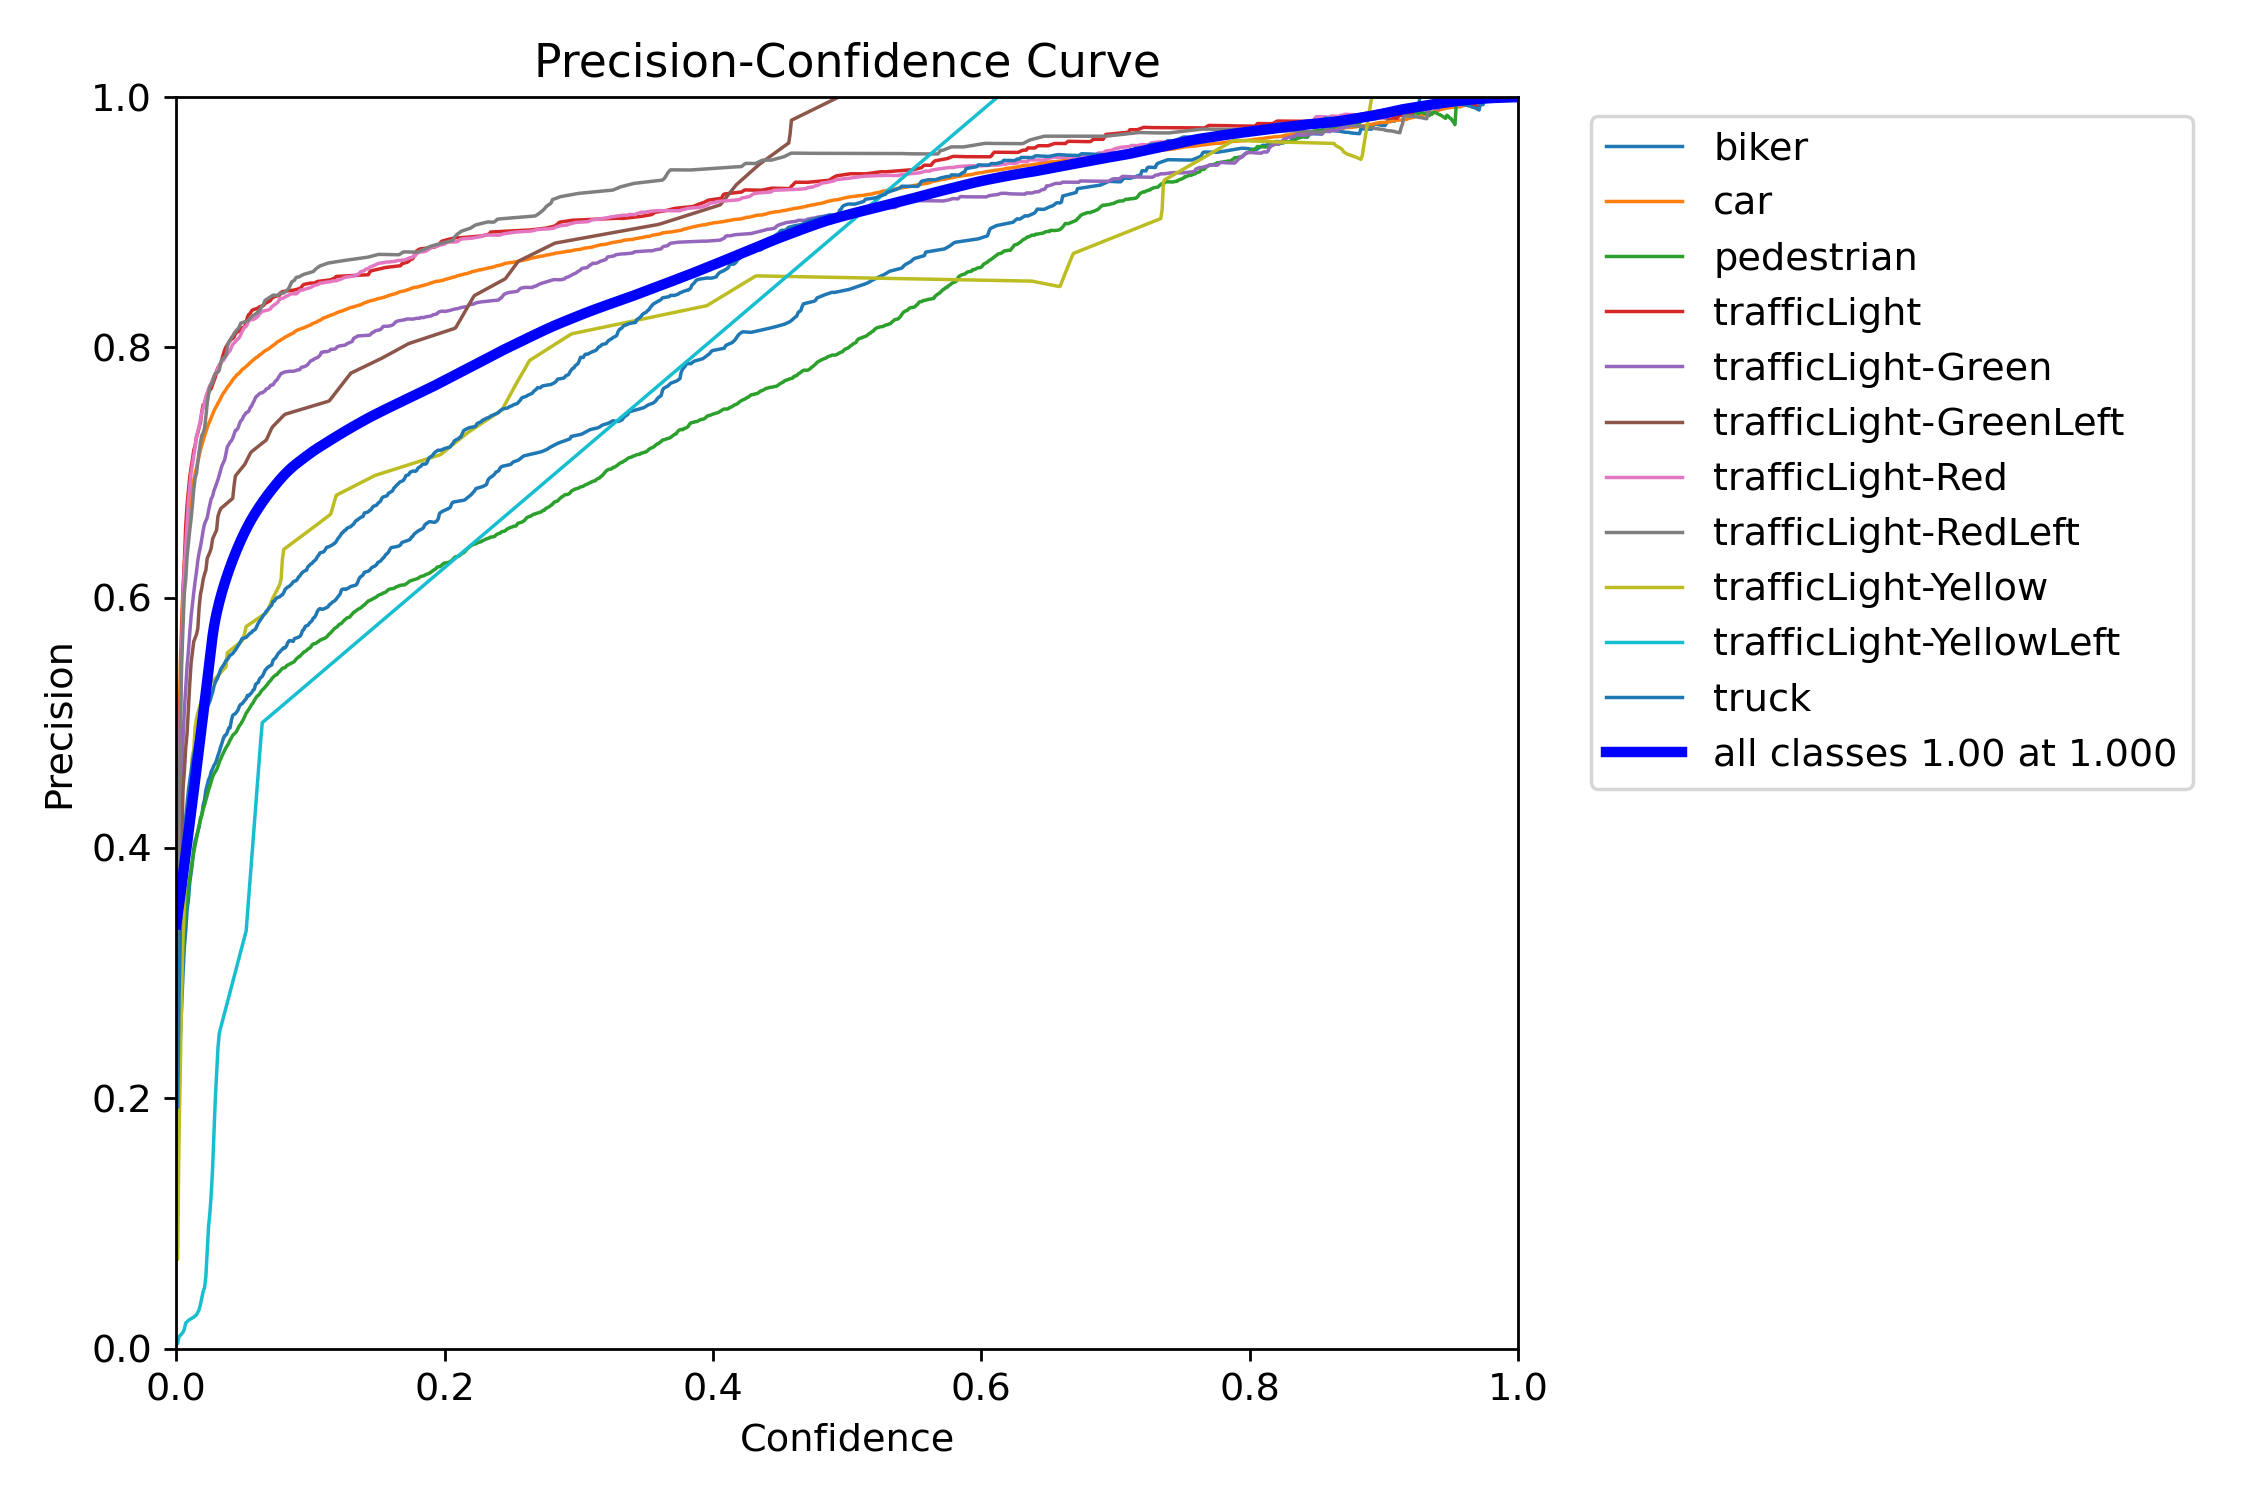 Precision-Confidence Curve
1.0
0.8
0.6
0.4
0.2
0.0
Precision
0.0 0.2 0.4 0.6 0.8 1.0
Confidence
biker
car
pedestrian
trafficLight
trafficLight-Green
trafficLight-GreenLeft
trafficLight-Red
trafficLight-RedLeft
trafficLight-Yellow
trafficLight-YellowLeft
truck
all classes 1.00 at 1.000